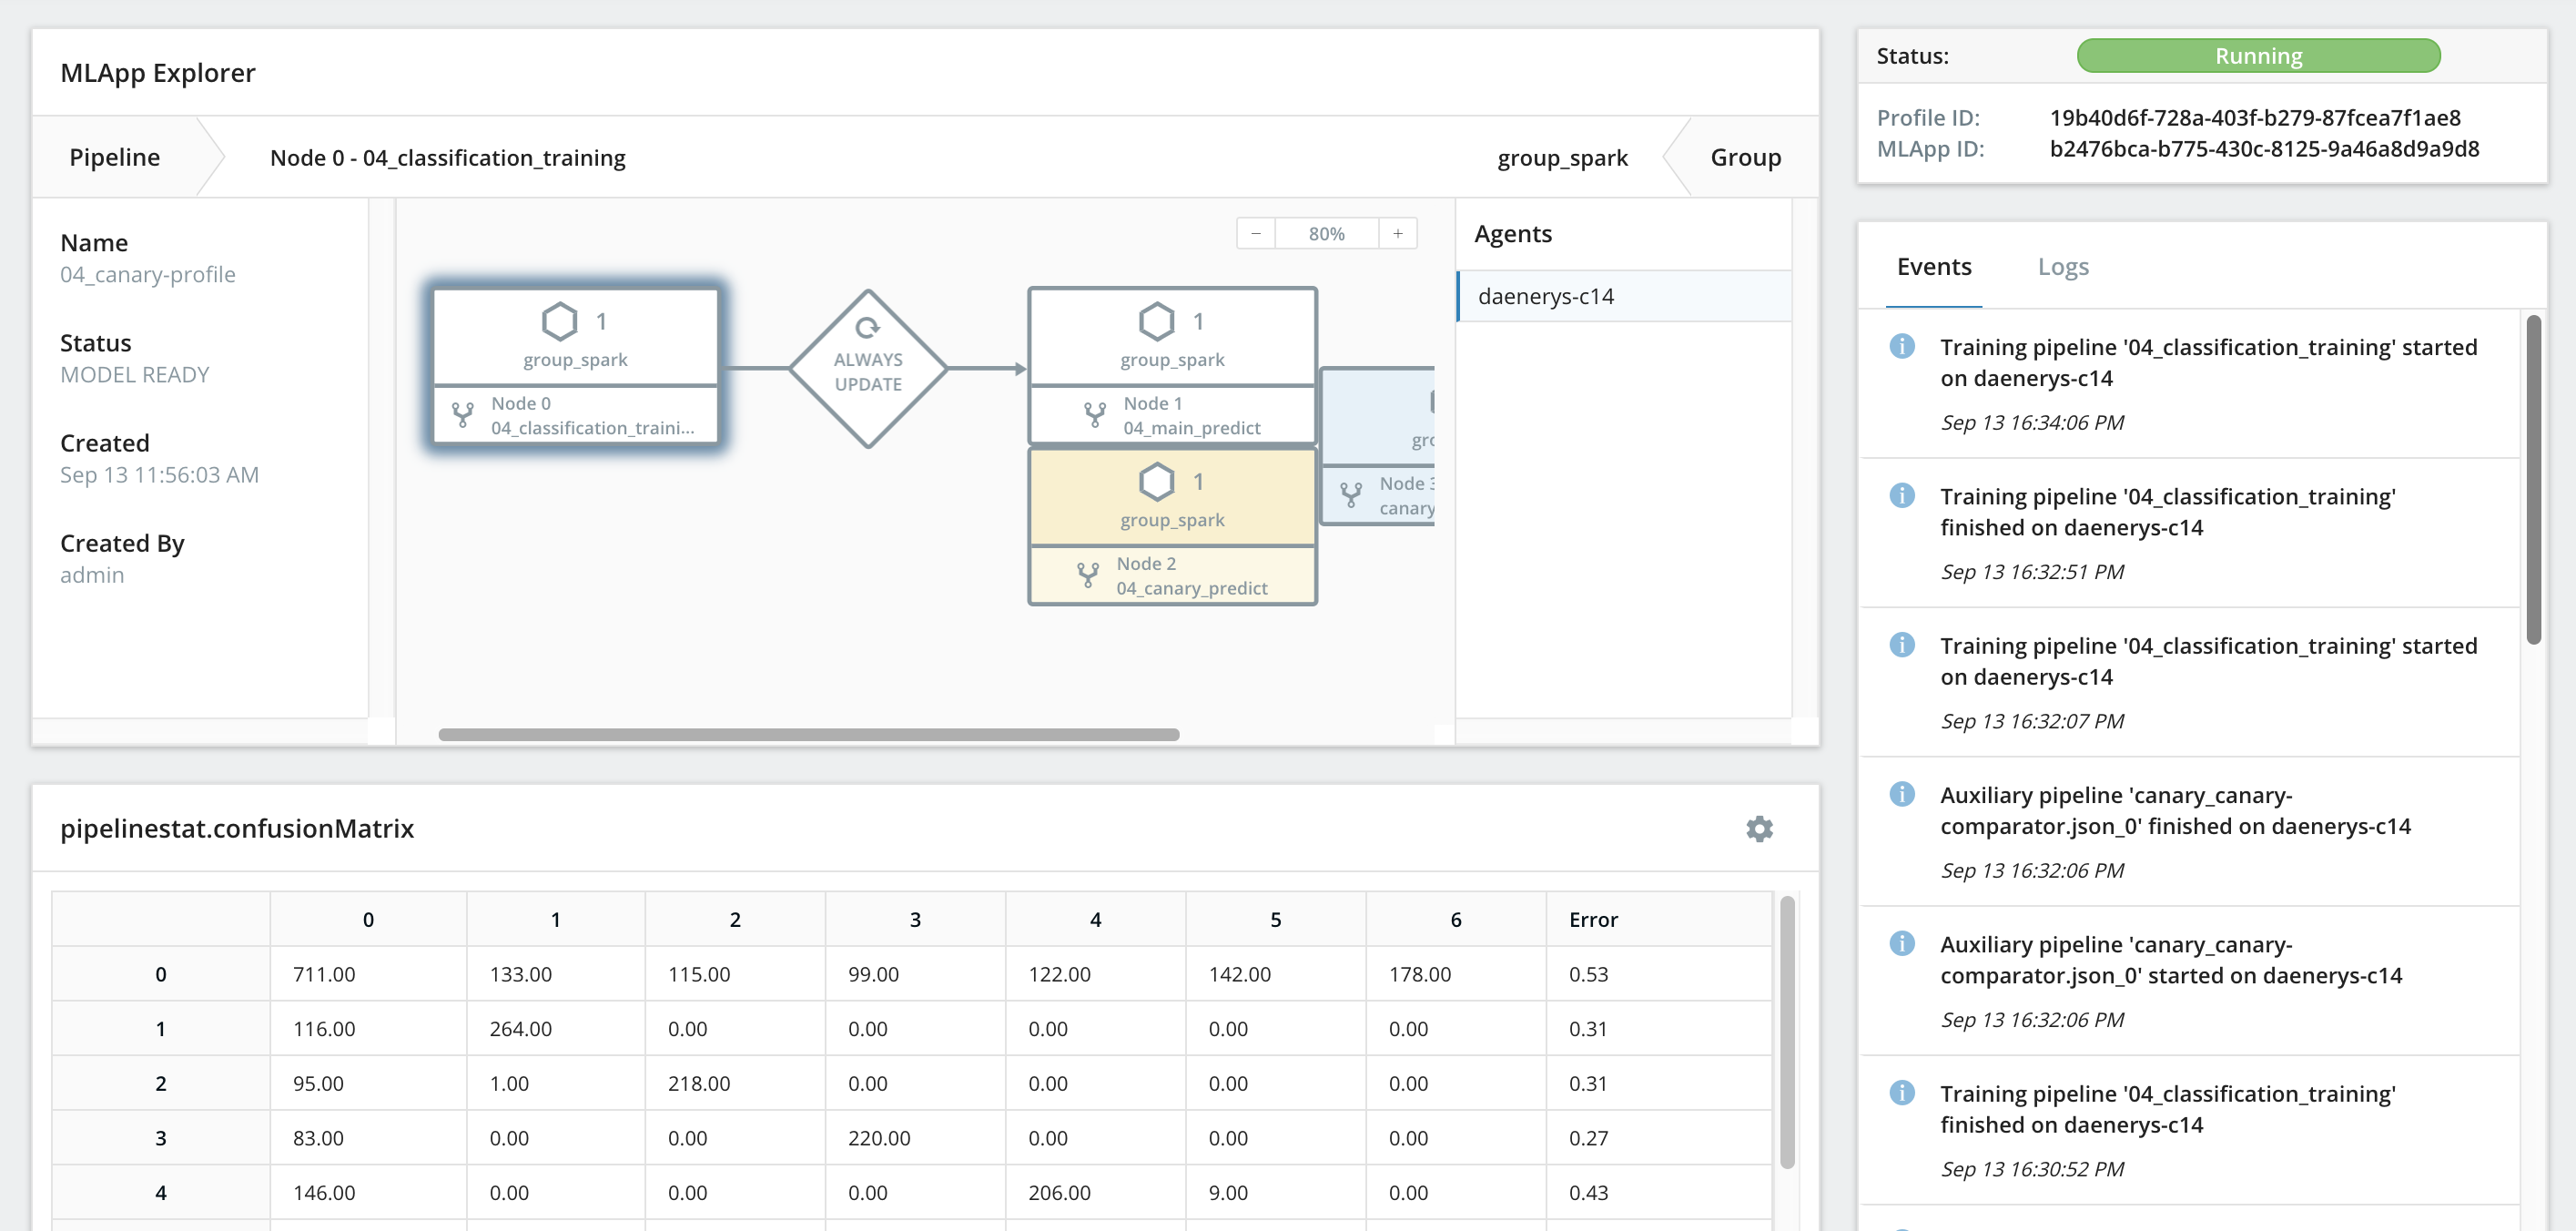 MLApp Explorer
Pipeline
Node 0 - 04_classification_training
group_spark
Group
Name
04_canary-profile
Status
MODEL READY
Created
Sep 13 11:56:03 AM
Created By
admin
− 80% +
1
group_spark
Node 0
04_classification_traini...
ALWAYS
UPDATE
1
group_spark
Node 1
04_main_predict
1
group_spark
Node 2
04_canary_predict
Node
canary
Agents
daenerys-c14
pipelinestat.confusionMatrix
0 1 2 3 4 5 6 Error
0 711.00 133.00 115.00 99.00 122.00 142.00 178.00 0.53
1 116.00 264.00 0.00 0.00 0.00 0.00 0.00 0.31
2 95.00 1.00 218.00 0.00 0.00 0.00 0.00 0.31
3 83.00 0.00 0.00 220.00 0.00 0.00 0.00 0.27
4 146.00 0.00 0.00 0.00 206.00 9.00 0.00 0.43
Status: Running
Profile ID: 19b40d6f-728a-403f-b279-87fcea7f1ae8
MLApp ID: b2476bca-b775-430c-8125-9a46a8d9a9d8
Events Logs
Training pipeline '04_classification_training' started
on daenerys-c14
Sep 13 16:34:06 PM
Training pipeline '04_classification_training'
finished on daenerys-c14
Sep 13 16:32:51 PM
Training pipeline '04_classification_training' started
on daenerys-c14
Sep 13 16:32:07 PM
Auxiliary pipeline 'canary_canary-
comparator.json_0' finished on daenerys-c14
Sep 13 16:32:06 PM
Auxiliary pipeline 'canary_canary-
comparator.json_0' started on daenerys-c14
Sep 13 16:32:06 PM
Training pipeline '04_classification_training'
finished on daenerys-c14
Sep 13 16:30:52 PM